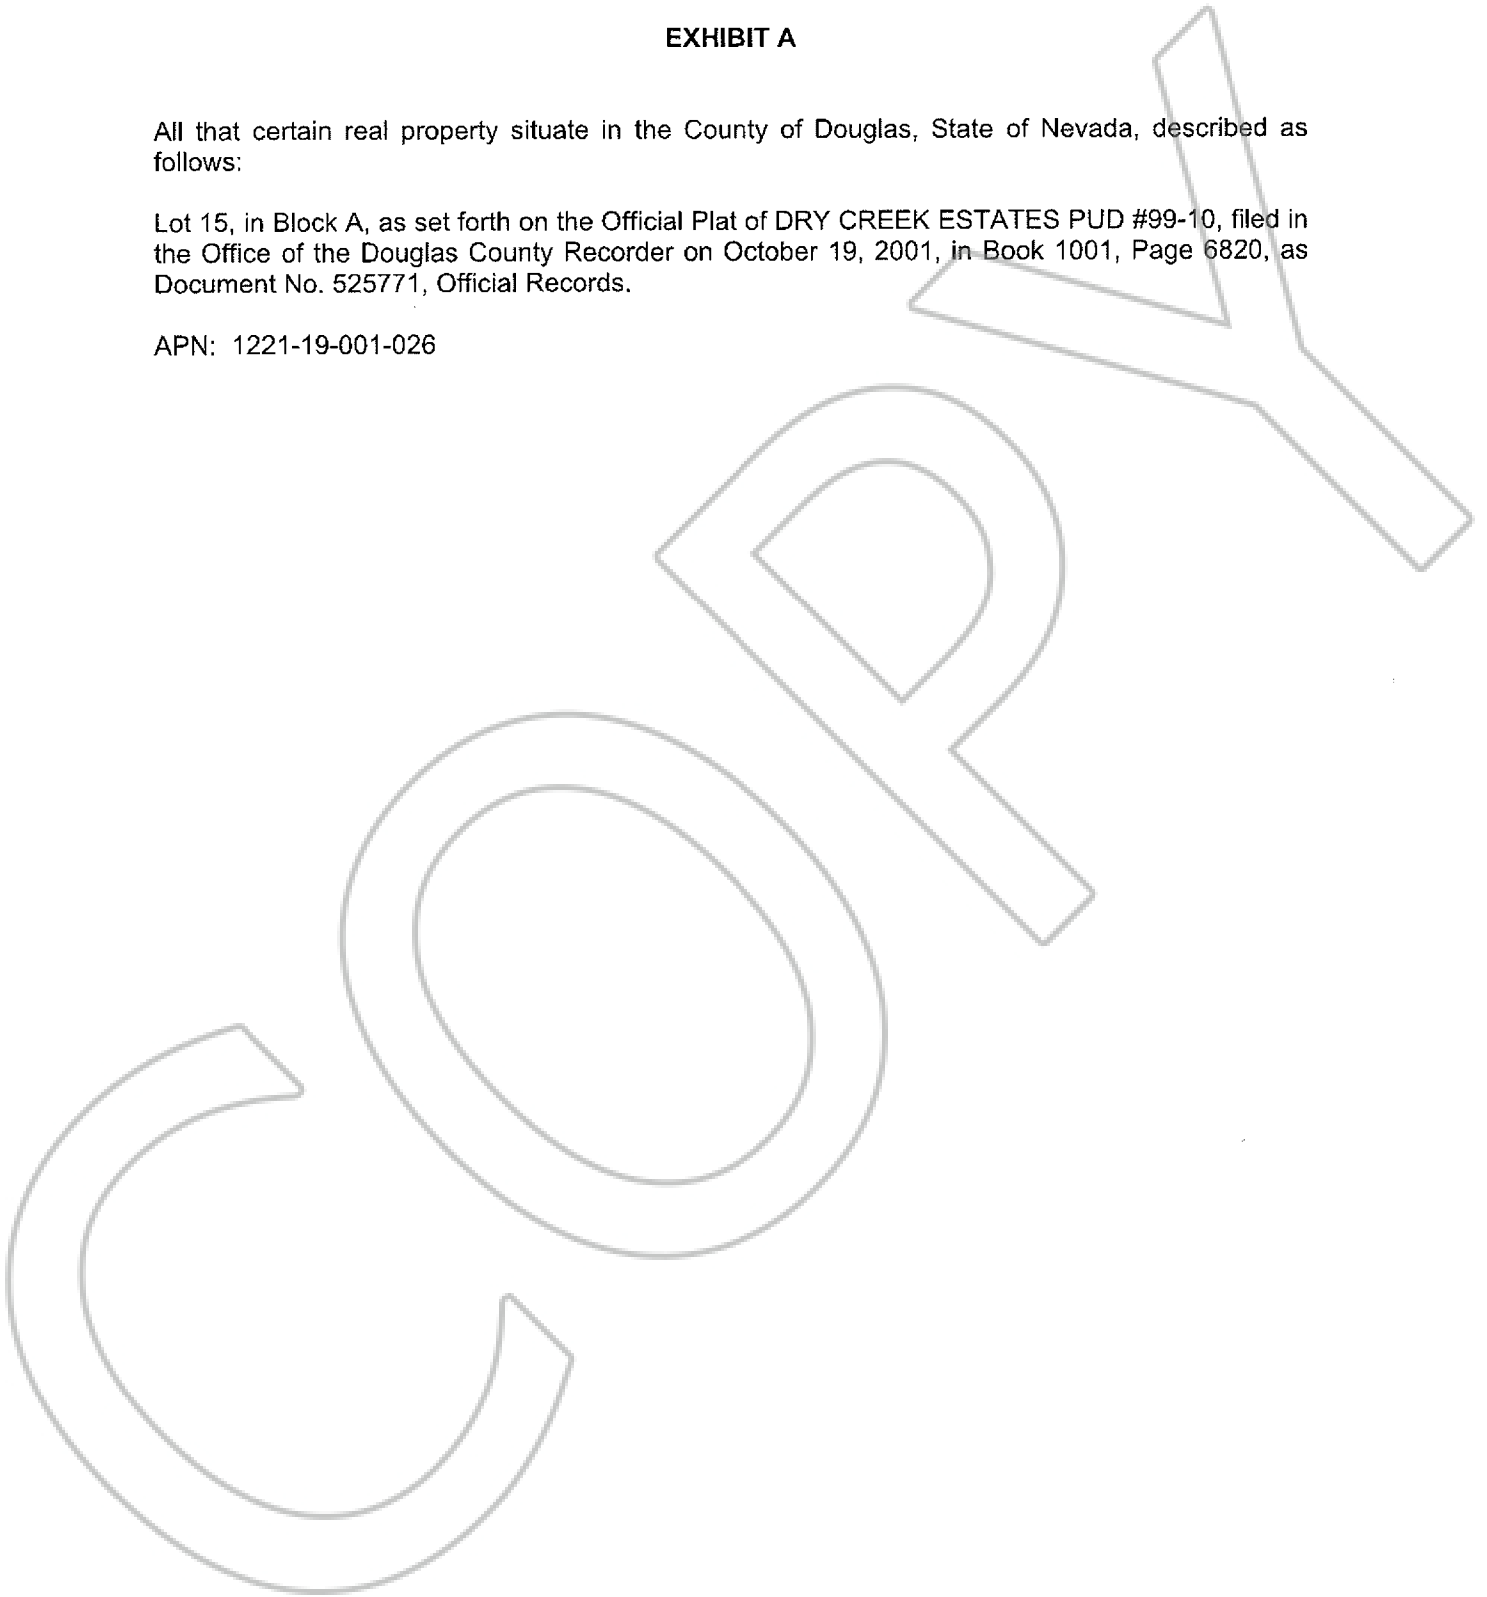 EXHIBIT A
All that certain real property situate in the County of Douglas, State of Nevada, described as
follows:
Lot 15, in Block A, as set forth on the Official Plat of DRY CREEK ESTATES PUD #99-10, filed in
the Office of the Douglas County Recorder on October 19, 2001, in Book 1001, Page 6820, as
Document No. 525771, Official Records.
APN: 1221-19-001-026
COPY